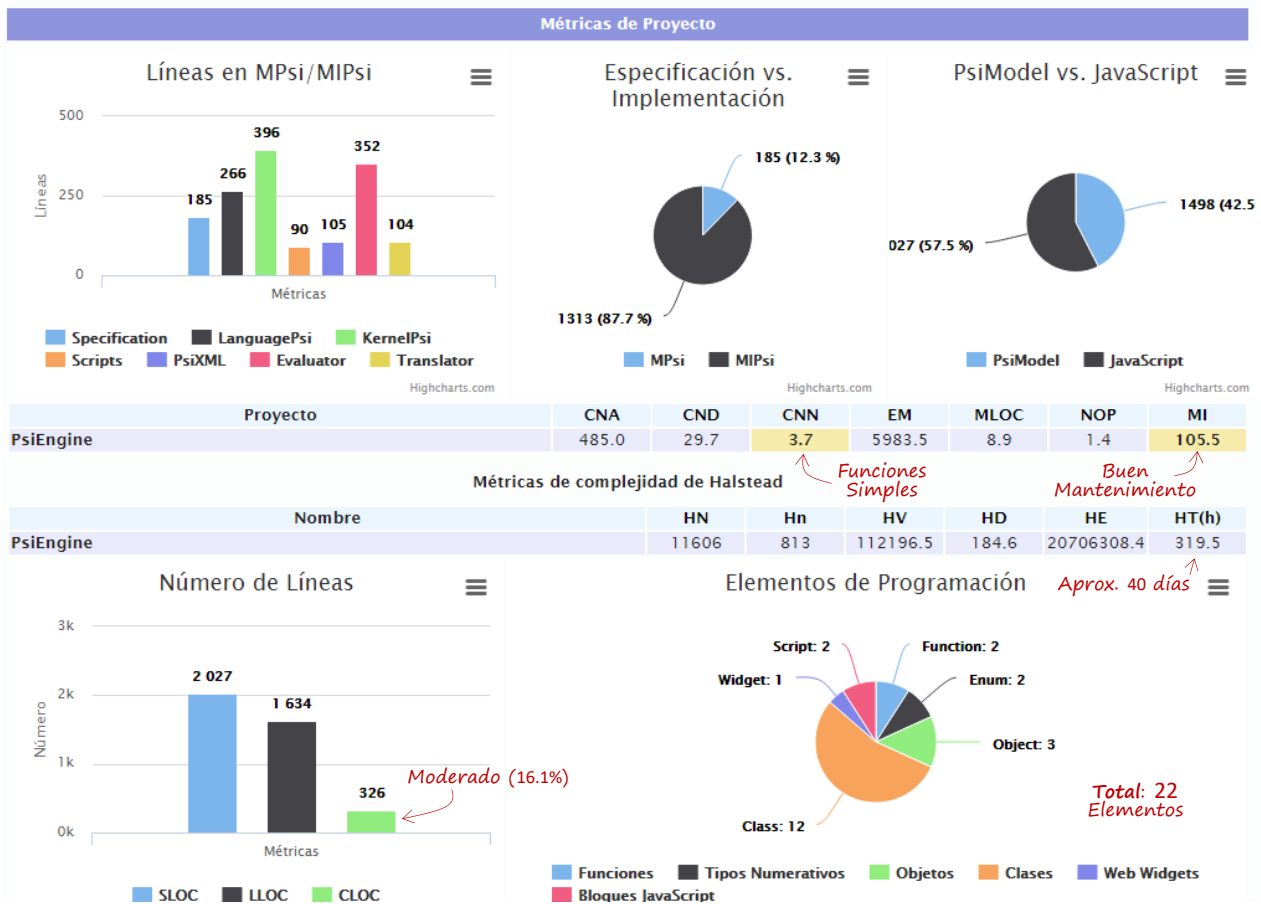 Métricas de Proyecto
Líneas en MPsi/MIPsi
500
250
0
Líneas
185
266
396
90
105
352
104
Métricas
Specification
LanguagePsi
KernelPsi
Scripts
PsiXML
Evaluator
Translator
Highcharts.com
Especificación vs.
Implementación
185 (12.3 %)
1313 (87.7 %)
MPsi
MIPsi
Highcharts.com
PsiModel vs. JavaScript
1498 (42.5
027 (57.5 %)
PsiModel
JavaScript
Highcharts.com
Proyecto CNA CND CNN EM MLOC NOP MI
PsiEngine 485.0 29.7 3.7 5983.5 8.9 1.4 105.5
Funciones
Simples
Buen
Mantenimiento
Métricas de complejidad de Halstead
Nombre HN Hn HV HD HE HT(h)
PsiEngine 11606 813 112196.5 184.6 20706308.4 319.5
Aprox. 40 días
Número de Líneas
3k
2k
1k
0k
Número
2 027
1 634
326
Moderado (16.1%)
Métricas
SLOC
LLOC
CLOC
Elementos de Programación
Script: 2
Function: 2
Widget: 1
Enum: 2
Object: 3
Class: 12
Total: 22
Elementos
Funciones
Tipos Numerativos
Objetos
Clases
Web Widgets
Bloques JavaScript